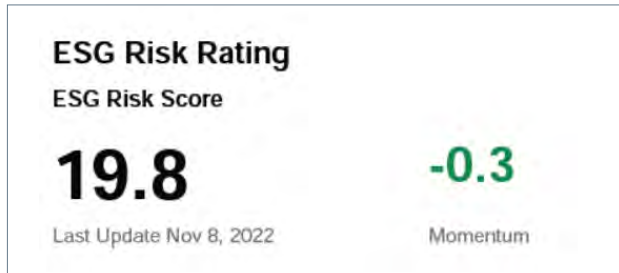 ESG Risk Rating
ESG Risk Score
19.8
-0.3
Last Update Nov 8, 2022
Momentum